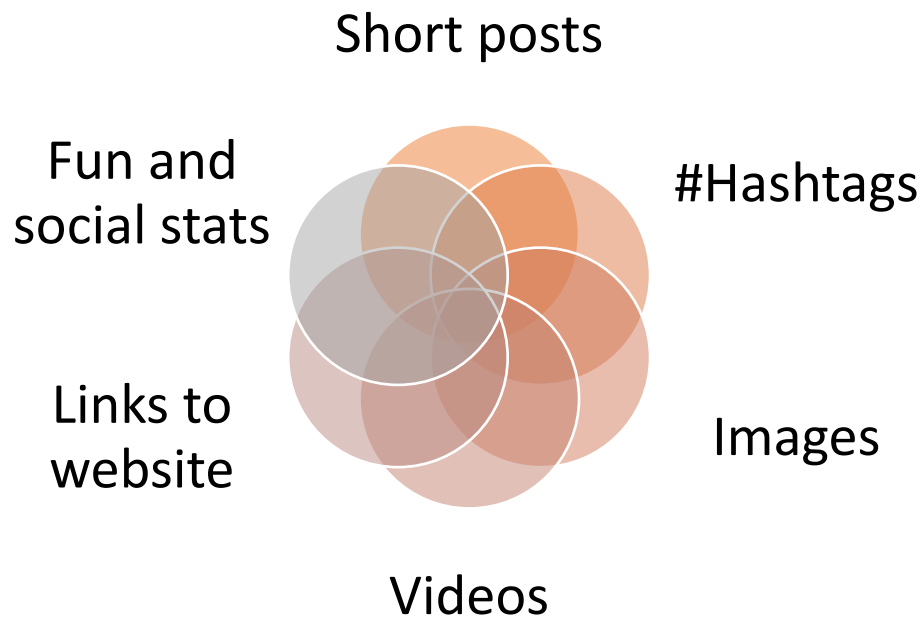 Short posts
Fun and
social stats
#Hashtags
Links to
website
Images
Videos